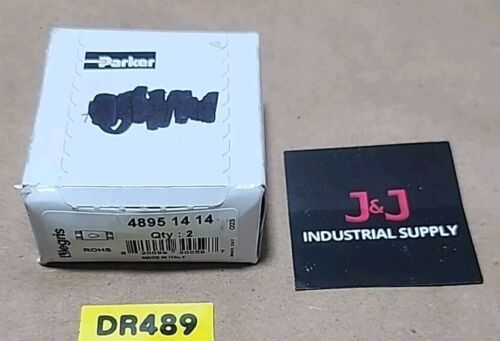 Parker
4895 14 14
Qty : 2
legris
ROHS
MADE IN ITALY
J&J
INDUSTRIAL SUPPLY
DR489